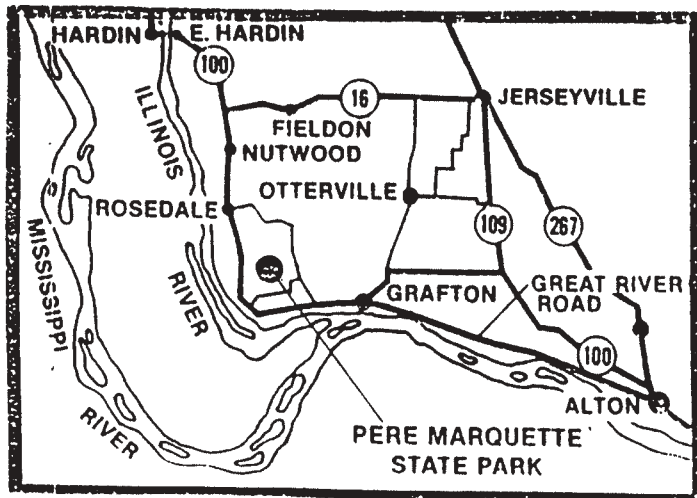 HARDIN
E. HARDIN
100
16
JERSEYVILLE
ILLINOIS
FIELDON
NUTWOOD
OTTERVILLE
ROSEDALE
109
267
MISSISSIPPI
RIVER
GRAFTON
GREAT RIVER
ROAD
100
ALTON
RIVER
PERE MARQUETTE
STATE PARK